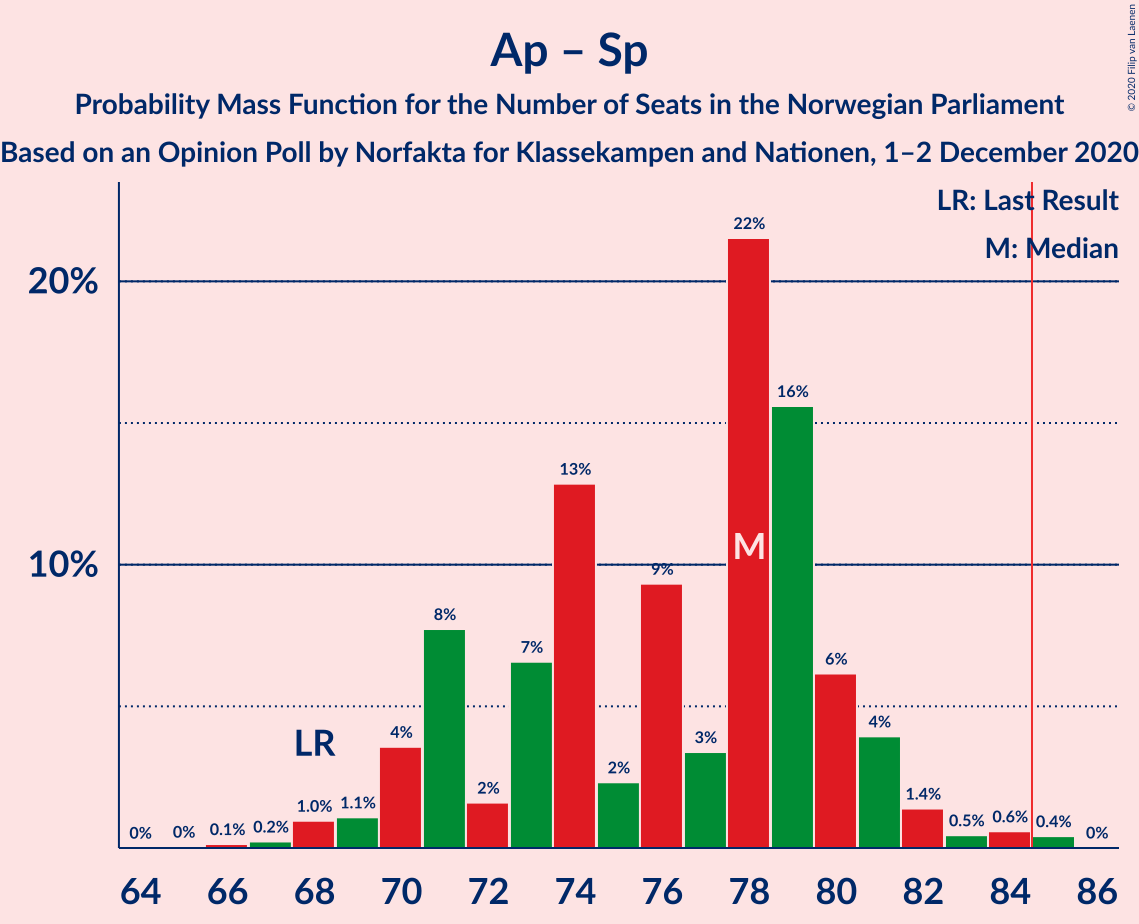 Ap – Sp
Probability Mass Function for the Number of Seats in the Norwegian Parliament
Based on an Opinion Poll by Norfakta for Klassekampen and Nationen, 1–2 December 2020
© 2020 Filip van Laenen
LR: Last Result
M: Median
20%
10%
0% 0% 0.1% 0.2% 1.0% 1.1% 4% 8% 2% 7% 13% 2% 9% 3% 22% 16% 6% 4% 1.4% 0.5% 0.6% 0.4% 0%
LR
M
64 66 68 70 72 74 76 78 80 82 84 86